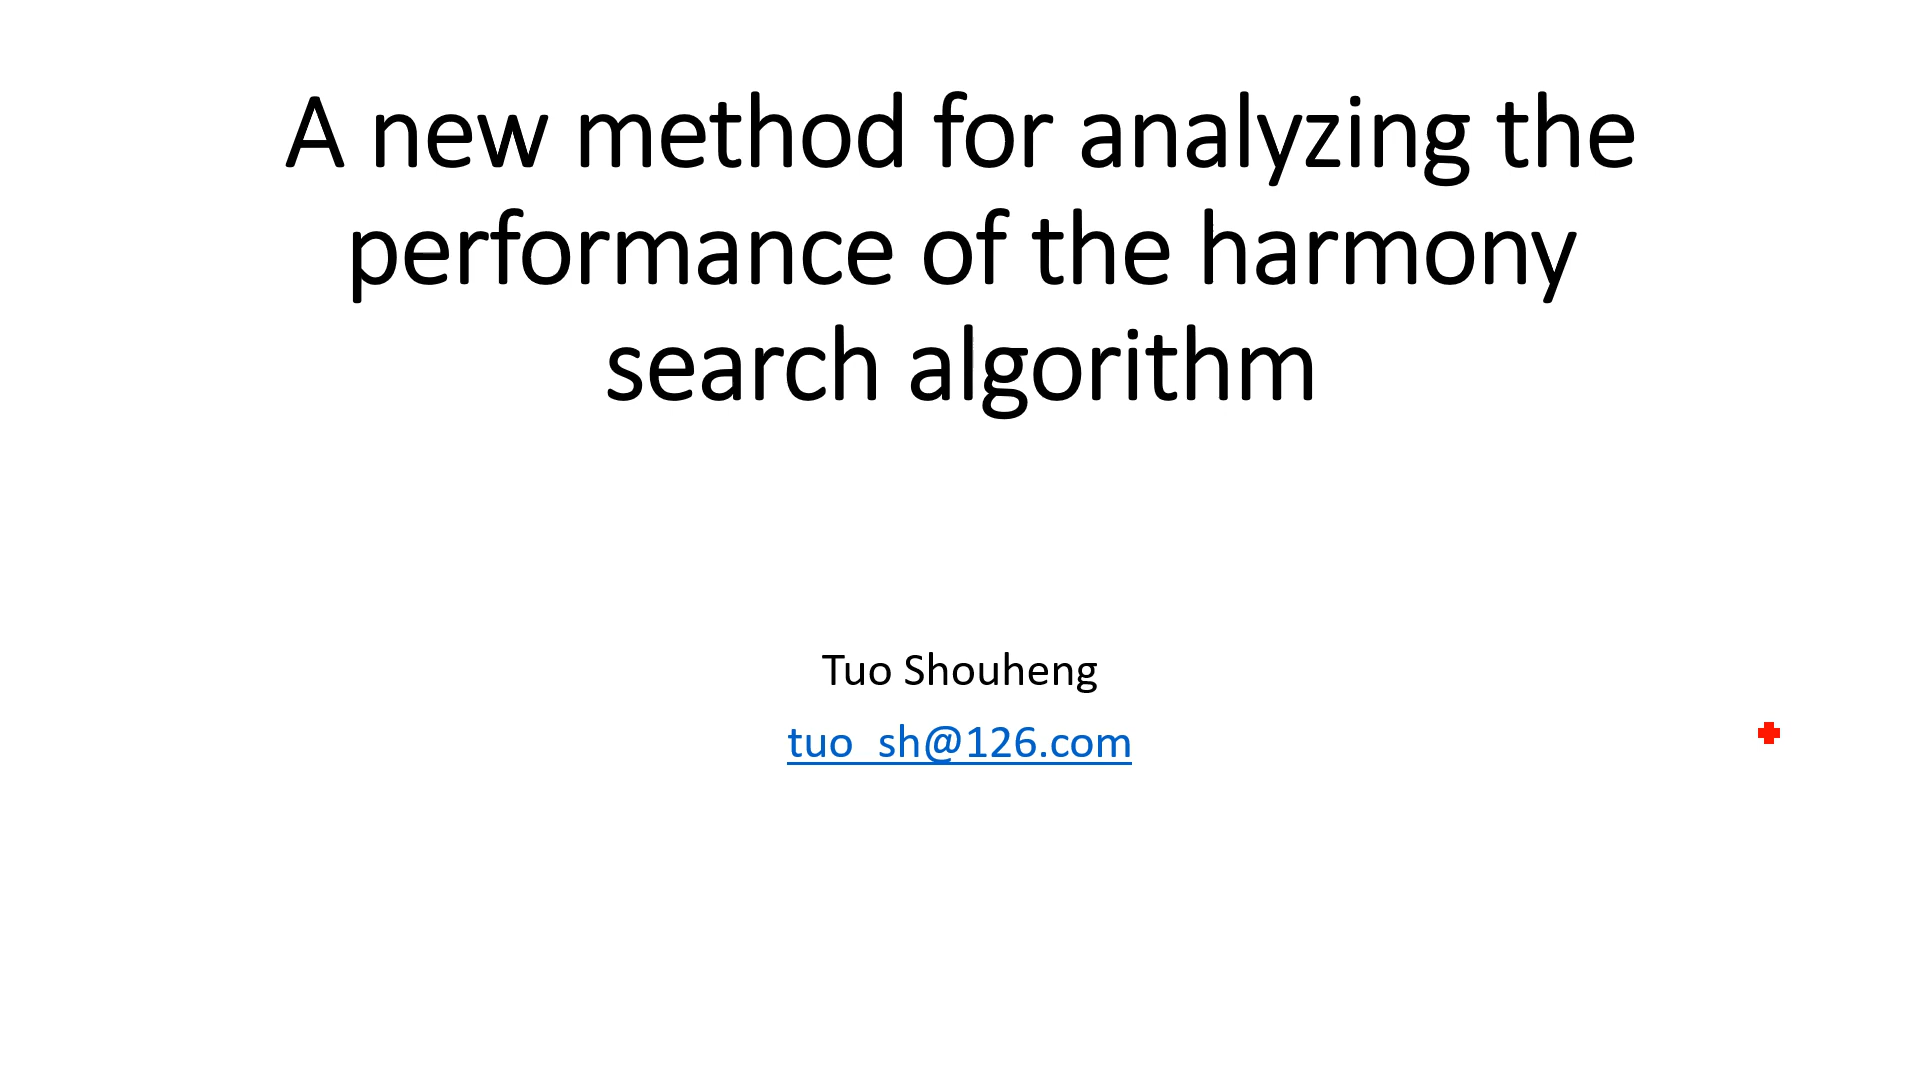 A new method for analyzing the
performance of the harmony
search algorithm
Tuo Shouheng
tuo_sh@126.com